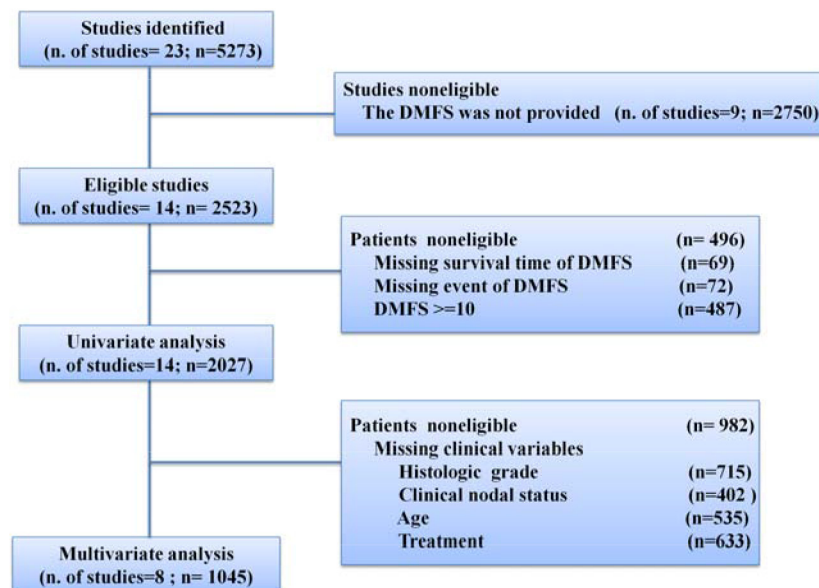 Studies identified
(n. of studies= 23; n=5273)
Studies noneligible
The DMFS was not provided (n. of studies=9; n=2750)
Eligible studies
(n. of studies= 14; n= 2523)
Patients noneligible (n= 496)
Missing survival time of DMFS (n=69)
Missing event of DMFS (n=72)
DMFS >=10 (n=487)
Univariate analysis
(n. of studies=14; n=2027)
Patients noneligible (n= 982)
Missing clinical variables
Histologic grade (n=715)
Clinical nodal status (n=402 )
Age (n=535)
Treatment (n=633)
Multivariate analysis
(n. of studies=8 ; n= 1045)